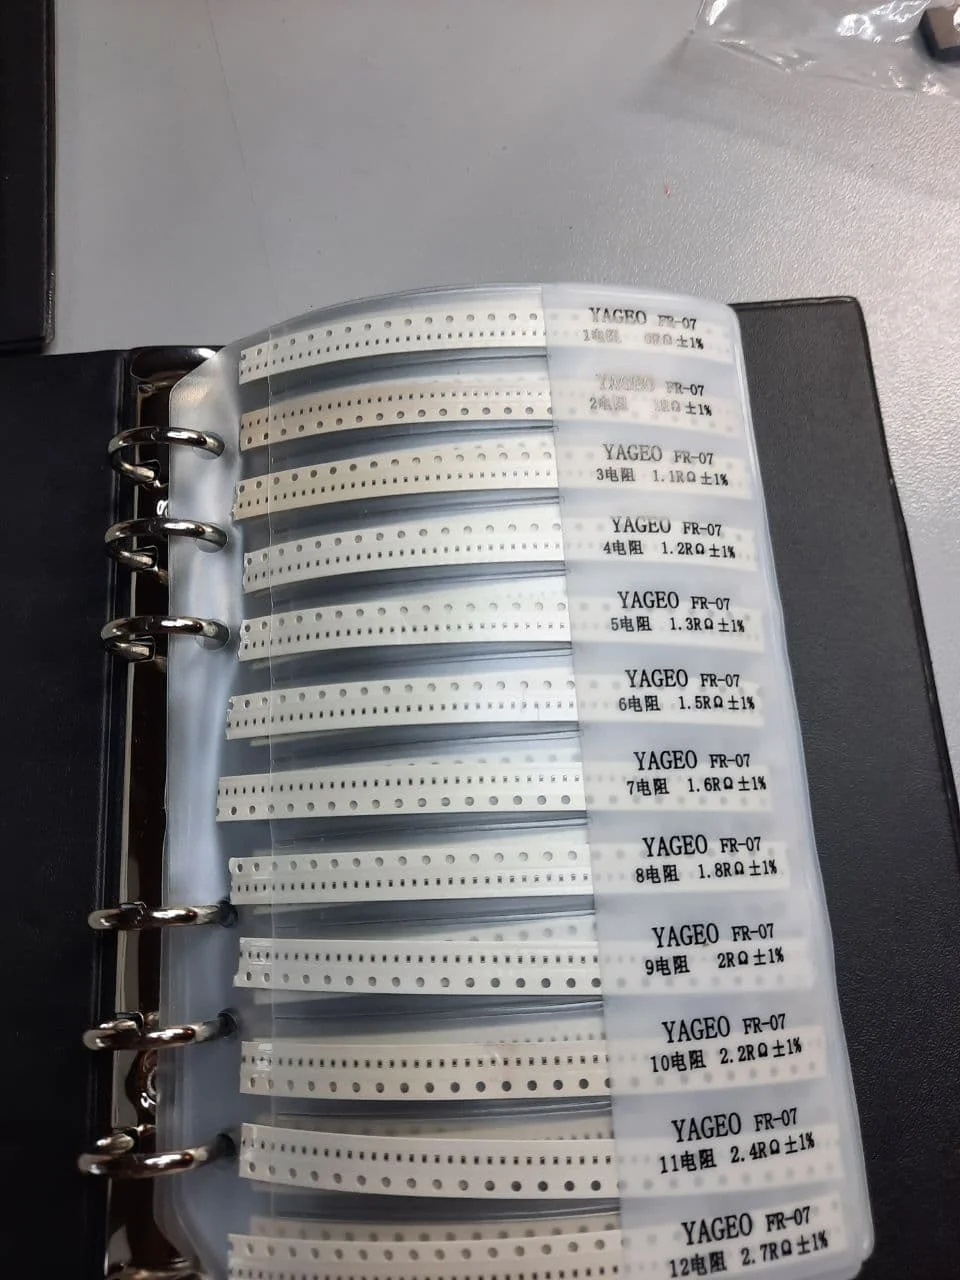 YAGEO FR-07
1电阻 0RΩ±1%
YAGEO FR-07
2电阻 1RΩ±1%
YAGEO FR-07
3电阻 1.1RΩ±1%
YAGEO FR-07
4电阻 1.2RΩ±1%
YAGEO FR-07
5电阻 1.3RΩ±1%
YAGEO FR-07
6电阻 1.5RΩ±1%
YAGEO FR-07
7电阻 1.6RΩ±1%
YAGEO FR-07
8电阻 1.8RΩ±1%
YAGEO FR-07
9电阻 2RΩ±1%
YAGEO FR-07
10电阻 2.2RΩ±1%
YAGEO FR-07
11电阻 2.4RΩ±1%
YAGEO FR-07
12电阻 2.7RΩ±1%